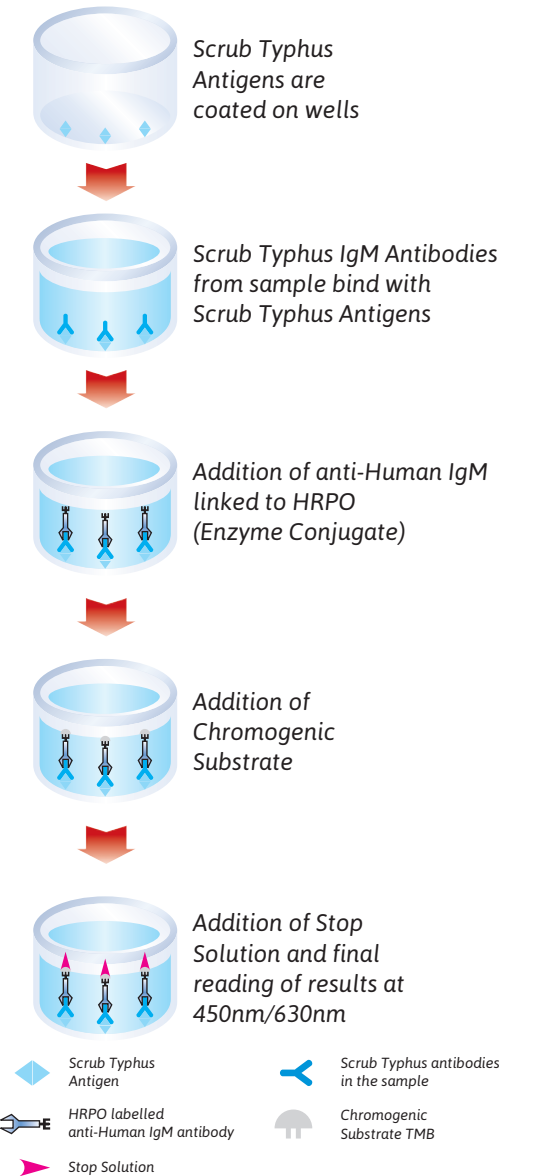 Scrub Typhus
Antigens are
coated on wells
Scrub Typhus IgM Antibodies
from sample bind with
Scrub Typhus Antigens
Addition of anti-Human IgM
linked to HRPO
(Enzyme Conjugate)
Addition of
Chromogenic
Substrate
Addition of Stop
Solution and final
reading of results at
450nm/630nm
Scrub Typhus
Antigen
Scrub Typhus antibodies
in the sample
HRPO labelled
anti-Human IgM antibody
Chromogenic
Substrate TMB
Stop Solution